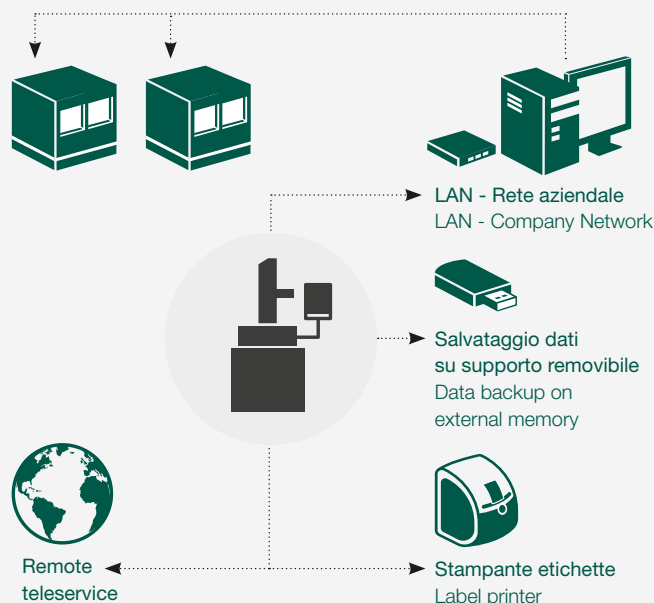 LAN - Rete aziendale
LAN - Company Network
Salvataggio dati
su supporto removibile
Data backup on
external memory
Remote
teleservice
Stampante etichette
Label printer